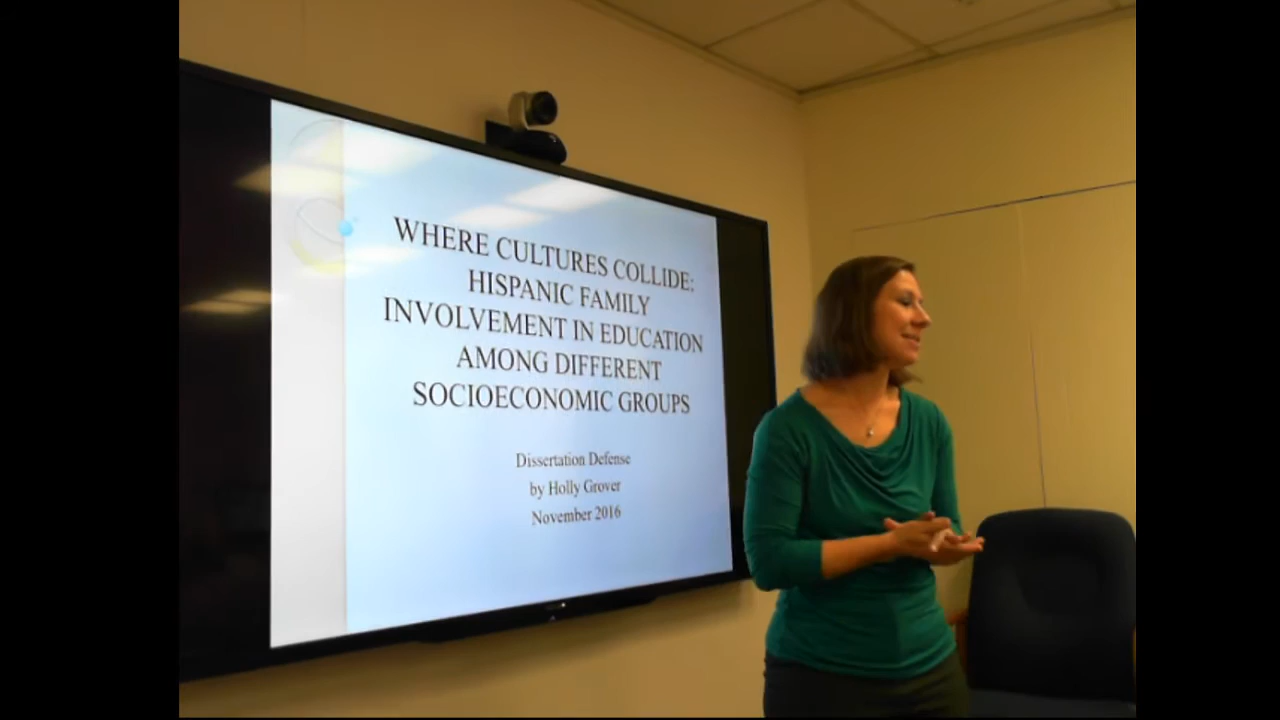 WHERE CULTURES COLLIDE:
HISPANIC FAMILY
INVOLVEMENT IN EDUCATION
AMONG DIFFERENT
SOCIOECONOMIC GROUPS
Dissertation Defense
by Holly Grover
November 2016